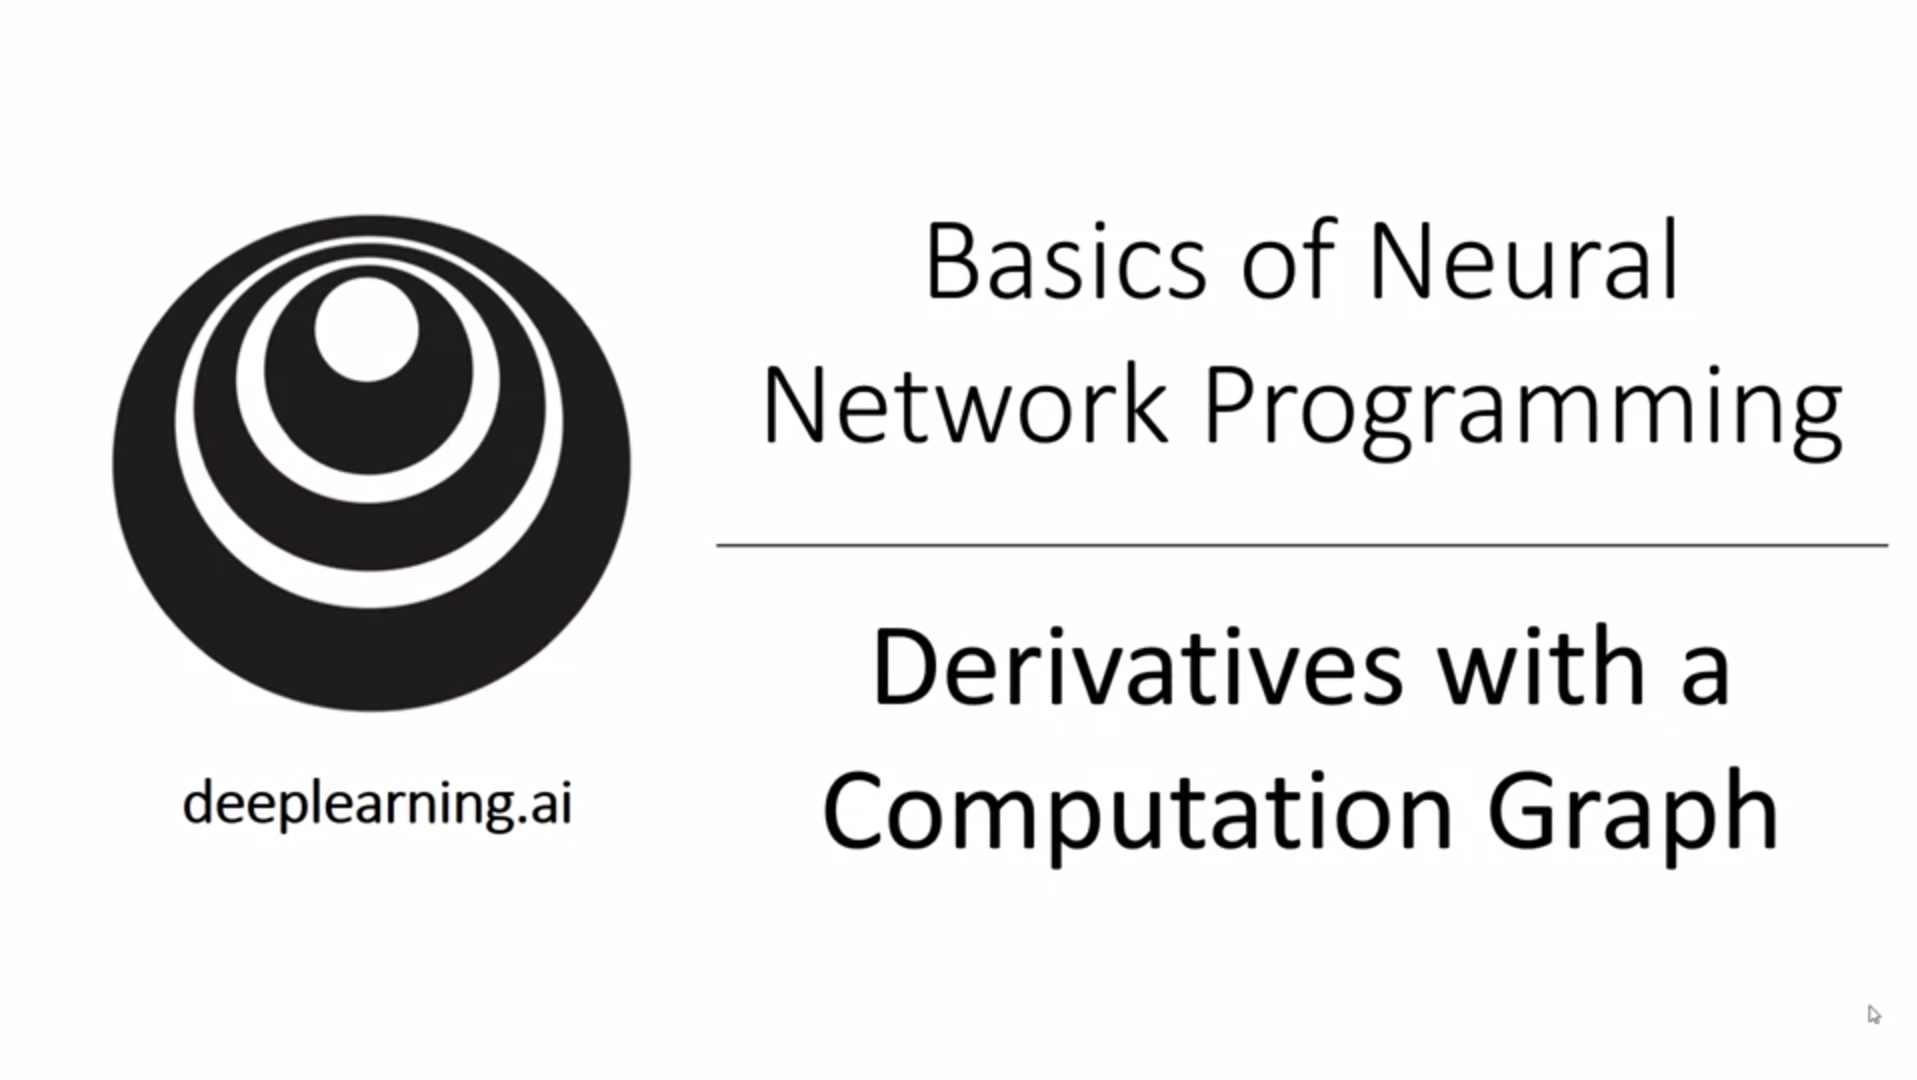 Basics of Neural
Network Programming
Derivatives with a
Computation Graph
deeplearning.ai